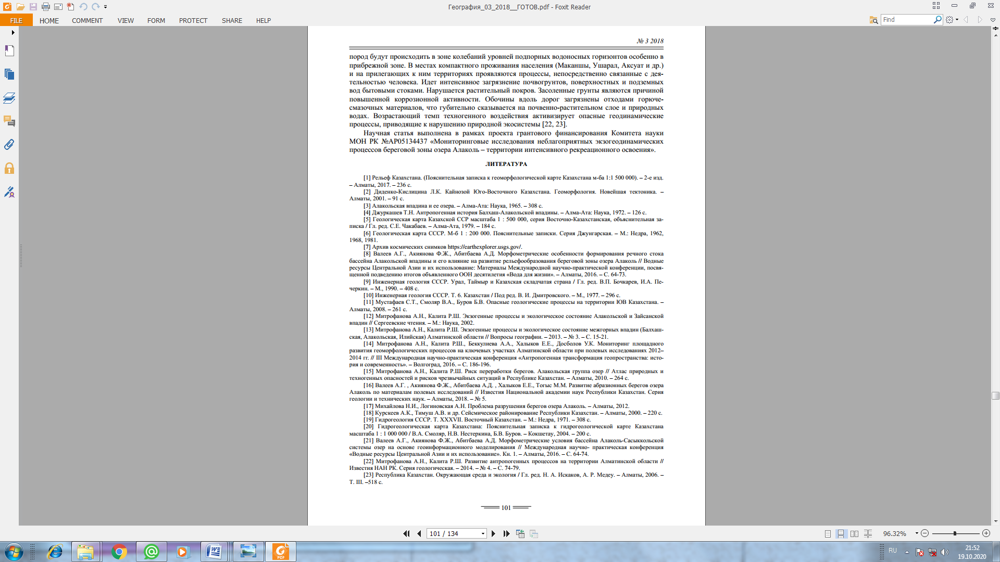 География_03_2018__ГОТОВ.pdf - Foxit Reader
FILE HOME COMMENT VIEW FORM PROTECT SHARE HELP
Find
№ 3 2018
пород будут происходить в зоне колебаний уровней подпорных водоносных горизонтов особенно в
прибрежной зоне. В местах компактного проживания населения (Маканшы, Ушарал, Аксуат и др.)
и на прилегающих к ним территориях проявляются процессы, непосредственно связанные с дея-
тельностью человека. Идет интенсивное загрязнение почвогрунтов, поверхностных и подземных
вод бытовыми стоками. Нарушается растительный покров. Засоленные грунты являются причиной
повышенной коррозионной активности. Обочины вдоль дорог загрязнены отходами горюче-
смазочных материалов, что губительно сказывается на почвенно-растительном слое и природных
водах. Возрастающий темп техногенного воздействия активизирует опасные геодинамические
процессы, приводящие к нарушению природной экосистемы [22, 23].
Научная статья выполнена в рамках проекта грантового финансирования Комитета науки
МОН РК №АР05134437 «Мониторинговые исследования неблагоприятных экзогеодинамических
процессов береговой зоны озера Алаколь – территории интенсивного рекреационного освоения».
ЛИТЕРАТУРА
[1] Рельеф Казахстана. (Пояснительная записка к геоморфологической карте Казахстана м-ба 1:1 500 000). – 2-е изд.
– Алматы, 2017. – 236 с.
[2] Диденко-Кислицина Л.К. Кайнозой Юго-Восточного Казахстана. Геоморфология. Новейшая тектоника. –
Алматы, 2001. – 91 с.
[3] Алакольская впадина и ее озера. – Алма-Ата: Наука, 1965. – 308 с.
[4] Джуркашев Т.Н. Антропогенная история Балхаш-Алакольской впадины. – Алма-Ата: Наука, 1972. – 126 с.
[5] Геологическая карта Казахской ССР масштаба 1 : 500 000, серия Восточно-Казахстанская, объяснительная за-
писка / Гл. ред. С.Е. Чакабаев. – Алма-Ата, 1979. – 184 с.
[6] Геологическая карта СССР. М-б 1 : 200 000. Пояснительные записки. Серия Джунгарская. – М.: Недра, 1962,
1968, 1981.
[7] Архив космических снимков https://earthexplorer.usgs.gov/.
[8] Валеев А.Г., Акиянова Ф.Ж., Абитбаева А.Д. Морфометрические особенности формирования речного стока
бассейна Алакольской впадины и его влияние на развитие рельефообразования береговой зоны озера Алаколь // Водные
ресурсы Центральной Азии и их использование: Материалы Международной научно-практической конференции, посвя-
щенной подведению итогов объявленного ООН десятилетия «Вода для жизни». – Алматы, 2016. – С. 64-73.
[9] Инженерная геология СССР. Урал, Таймыр и Казахская складчатая страна / Гл. ред. В.П. Бочкарев, И.А. Пе-
черкин. – М., 1990. – 408 с.
[10] Инженерная геология СССР. Т. 6. Казахстан / Под ред. В. И. Дмитровского. – М., 1977. – 296 с.
[11] Мустафаев С.Т., Смоляр В.А., Буров Б.В. Опасные геологические процессы на территории ЮВ Казахстана. –
Алматы, 2008. – 261 с.
[12] Митрофанова А.Н., Калита Р.Ш. Экзогенные процессы и экологическое состояние Алакольской и Зайсанской
впадин // Сергеевские чтения. – М.: Наука, 2002.
[13] Митрофанова А.Н., Калита Р.Ш. Экзогенные процессы и экологическое состояние межгорных впадин (Балхаш-
ская, Алакольская, Илийская) Алматинской области // Вопросы географии. – 2013. – № 3. – С. 15-21.
[14] Митрофанова А.Н., Калита Р.Ш., Беккулиева А.А., Халыков Е.Е., Досболов У.К. Мониторинг площадного
развития геоморфологических процессов на ключевых участках Алматинской области при полевых исследованиях 2012–
2014 гг. // III Международная научно-практическая конференция «Антропогенная трансформация геопространства: исто-
рия и современность». – Волгоград, 2016. – С. 186-196.
[15] Митрофанова А.Н., Калита Р.Ш. Риск переработки берегов. Алакольская группа озер // Атлас природных и
техногенных опасностей и рисков чрезвычайных ситуаций в Республике Казахстан. – Алматы, 2010. – 264 с.
[16] Валеев А.Г. , Акиянова Ф.Ж., Абитбаева А.Д. , Халыков Е.Е., Тогыс М.М. Развитие абразионных берегов озера
Алаколь по материалам полевых исследований // Известия Национальной академии наук Республики Казахстан. Серия
геологии и технических наук. – Алматы, 2018. – № 5.
[17] Михайлова Н.И., Логиновская А.Н. Проблема разрушения берегов озера Алаколь. – Алматы, 2012.
[18] Курскеев А.К., Тимуш А.В. и др. Сейсмическое районирование Республики Казахстан. – Алматы, 2000. – 220 с.
[19] Гидрогеология СССР. Т. XXXVII. Восточный Казахстан. – М.: Недра, 1971. – 308 с.
[20] Гидрогеологическая карта Казахстана: Пояснительная записка к гидрогеологической карте Казахстана
масштаба 1 : 1 000 000 / В.А. Смоляр, Н.В. Нестеркина, Б.В. Буров. – Кокшетау, 2004. – 200 с.
[21] Валеев А.Г., Акиянова Ф.Ж., Абитбаева А.Д. Морфометрические условия бассейна Алаколь-Сасыккольской
системы озер на основе геоинформационного моделирования // Международная научно- практическая конференция
«Водные ресурсы Центральной Азии и их использование». Кн. 1. – Алматы, 2016. – С. 64-74.
[22] Митрофанова А.Н., Калита Р.Ш. Развитие антропогенных процессов на территории Алматинской области //
Известия НАН РК. Серия геологическая. – 2014. – № 4. – С. 74-79.
[23] Республика Казахстан. Окружающая среда и экология / Гл. ред. Н. А. Искаков, А. Р. Медеу. – Алматы, 2006. –
Т. III. –518 с.
101
101 / 134
96.32%
PDF
RU
21:52
19.10.2020